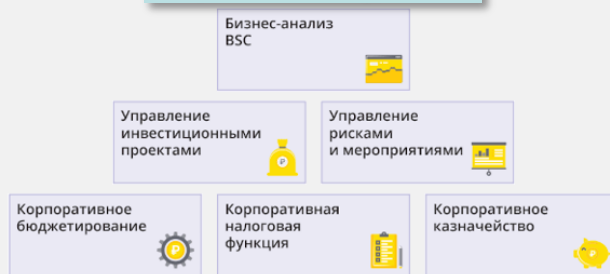 Бизнес-анализ
BSC
Управление
инвестиционными
проектами
Управление
рисками
и мероприятиями
Корпоративное
бюджетирование
Корпоративная
налоговая
функция
Корпоративное
казначейство